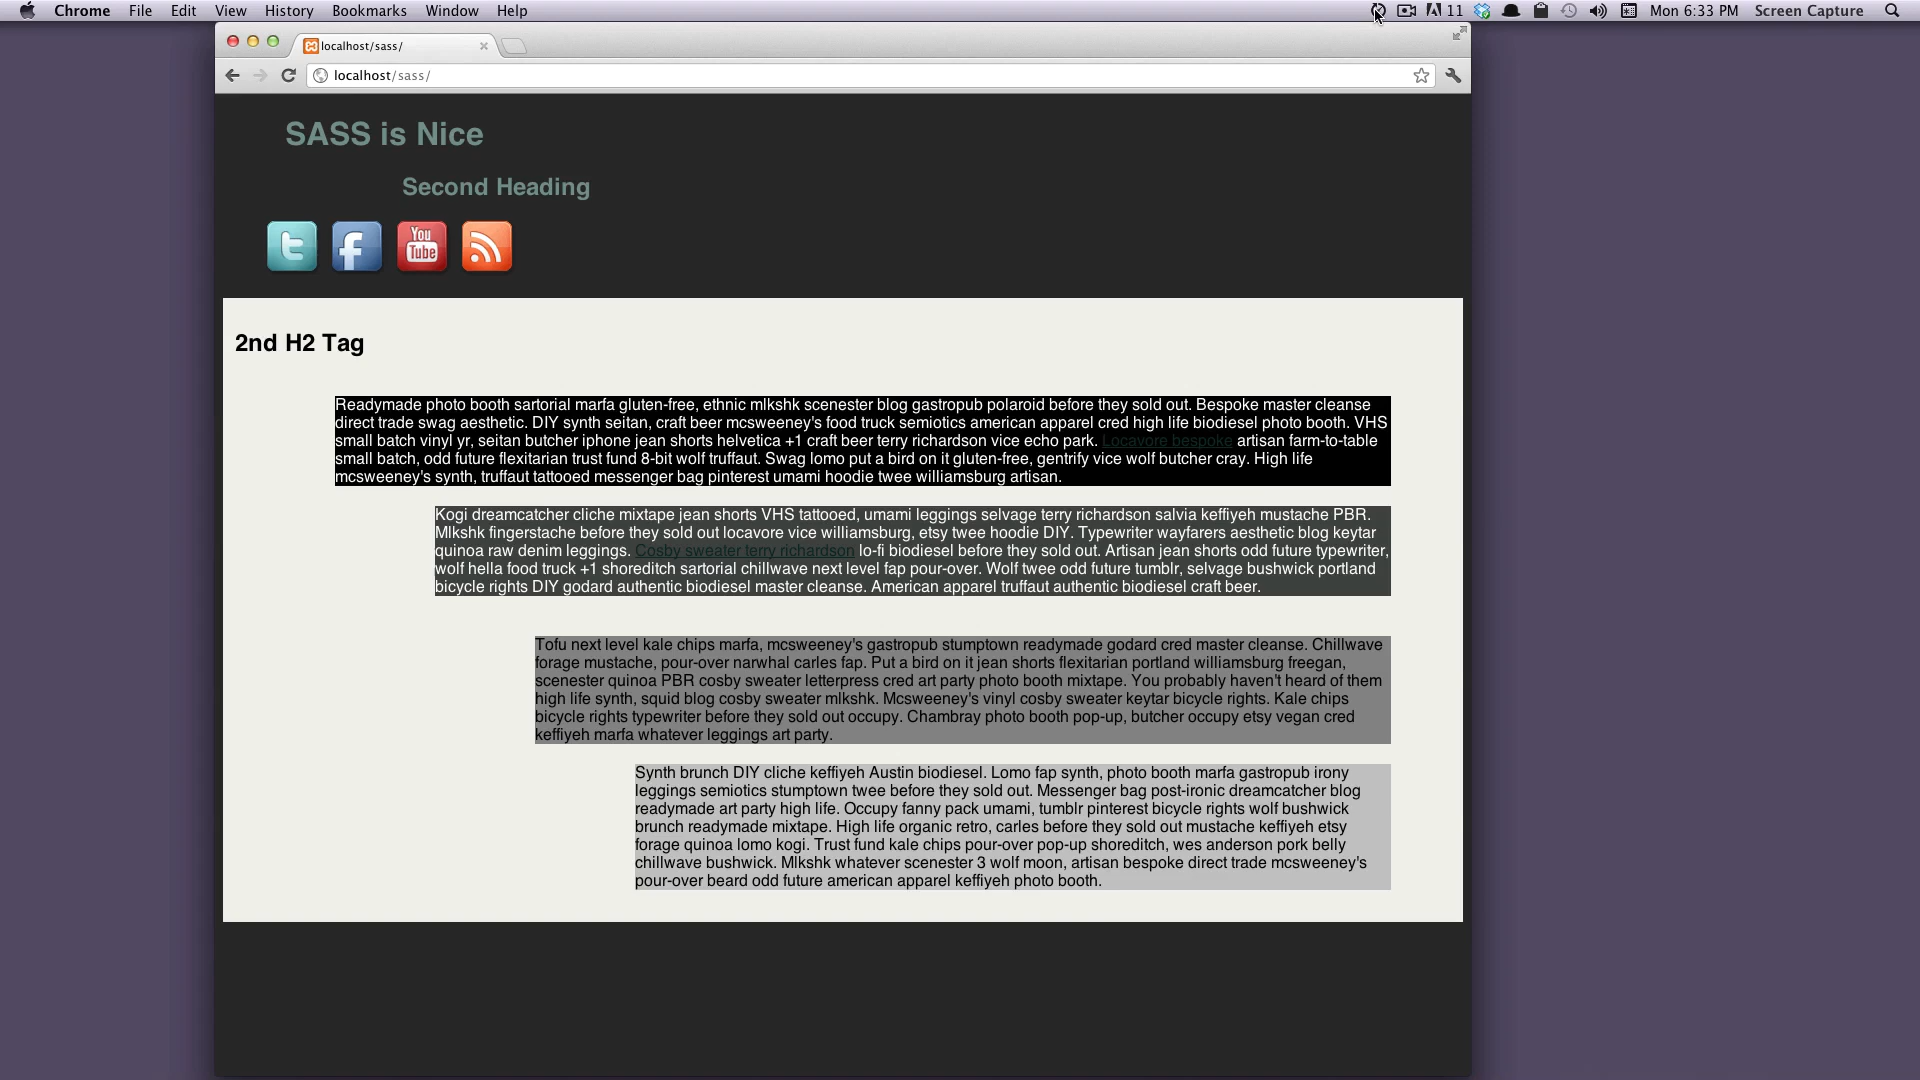 Chrome File Edit View History Bookmarks Window Help 11 Mon 6:33 PM Screen Capture
localhost/sass/
localhost/sass/
SASS is Nice
Second Heading
You
Tube
2nd H2 Tag
Readymade photo booth sartorial marfa gluten-free, ethnic mlkshk scenester blog gastropub polaroid before they sold out. Bespoke master cleanse
direct trade swag aesthetic. DIY synth seitan, craft beer mcsweeney's food truck semiotics american apparel cred high life biodiesel photo booth. VHS
small batch vinyl yr, seitan butcher iphone jean shorts helvetica +1 craft beer terry richardson vice echo park. Locavore bespoke artisan farm-to-table
small batch, odd future flexitarian trust fund 8-bit wolf truffaut. Swag lomo put a bird on it gluten-free, gentrify vice wolf butcher cray. High life
mcsweeney's synth, truffaut tattooed messenger bag pinterest umami hoodie twee williamsburg artisan.
Kogi dreamcatcher cliche mixtape jean shorts VHS tattooed, umami leggings selvage terry richardson salvia keffiyeh mustache PBR.
Mlkshk fingerstache before they sold out locavore vice williamsburg, etsy twee hoodie DIY. Typewriter wayfarers aesthetic blog keytar
quinoa raw denim leggings. Cosby sweater terry richardson lo-fi biodiesel before they sold out. Artisan jean shorts odd future typewriter,
wolf hella food truck +1 shoreditch sartorial chillwave next level fap pour-over. Wolf twee odd future tumblr, selvage bushwick portland
bicycle rights DIY godard authentic biodiesel master cleanse. American apparel truffaut authentic biodiesel craft beer.
Tofu next level kale chips marfa, mcsweeney's gastropub stumptown readymade godard cred master cleanse. Chillwave
forage mustache, pour-over narwhal carles fap. Put a bird on it jean shorts flexitarian portland williamsburg freegan,
scenester quinoa PBR cosby sweater letterpress cred art party photo booth mixtape. You probably haven't heard of them
high life synth, squid blog cosby sweater mlkshk. Mcsweeney's vinyl cosby sweater keytar bicycle rights. Kale chips
bicycle rights typewriter before they sold out occupy. Chambray photo booth pop-up, butcher occupy etsy vegan cred
keffiyeh marfa whatever leggings art party.
Synth brunch DIY cliche keffiyeh Austin biodiesel. Lomo fap synth, photo booth marfa gastropub irony
leggings semiotics stumptown twee before they sold out. Messenger bag post-ironic dreamcatcher blog
readymade art party high life. Occupy fanny pack umami, tumblr pinterest bicycle rights wolf bushwick
brunch readymade mixtape. High life organic retro, carles before they sold out mustache keffiyeh etsy
forage quinoa lomo kogi. Trust fund kale chips pour-over pop-up shoreditch, wes anderson pork belly
chillwave bushwick. Mlkshk whatever scenester 3 wolf moon, artisan bespoke direct trade mcsweeney's
pour-over beard odd future american apparel keffiyeh photo booth.